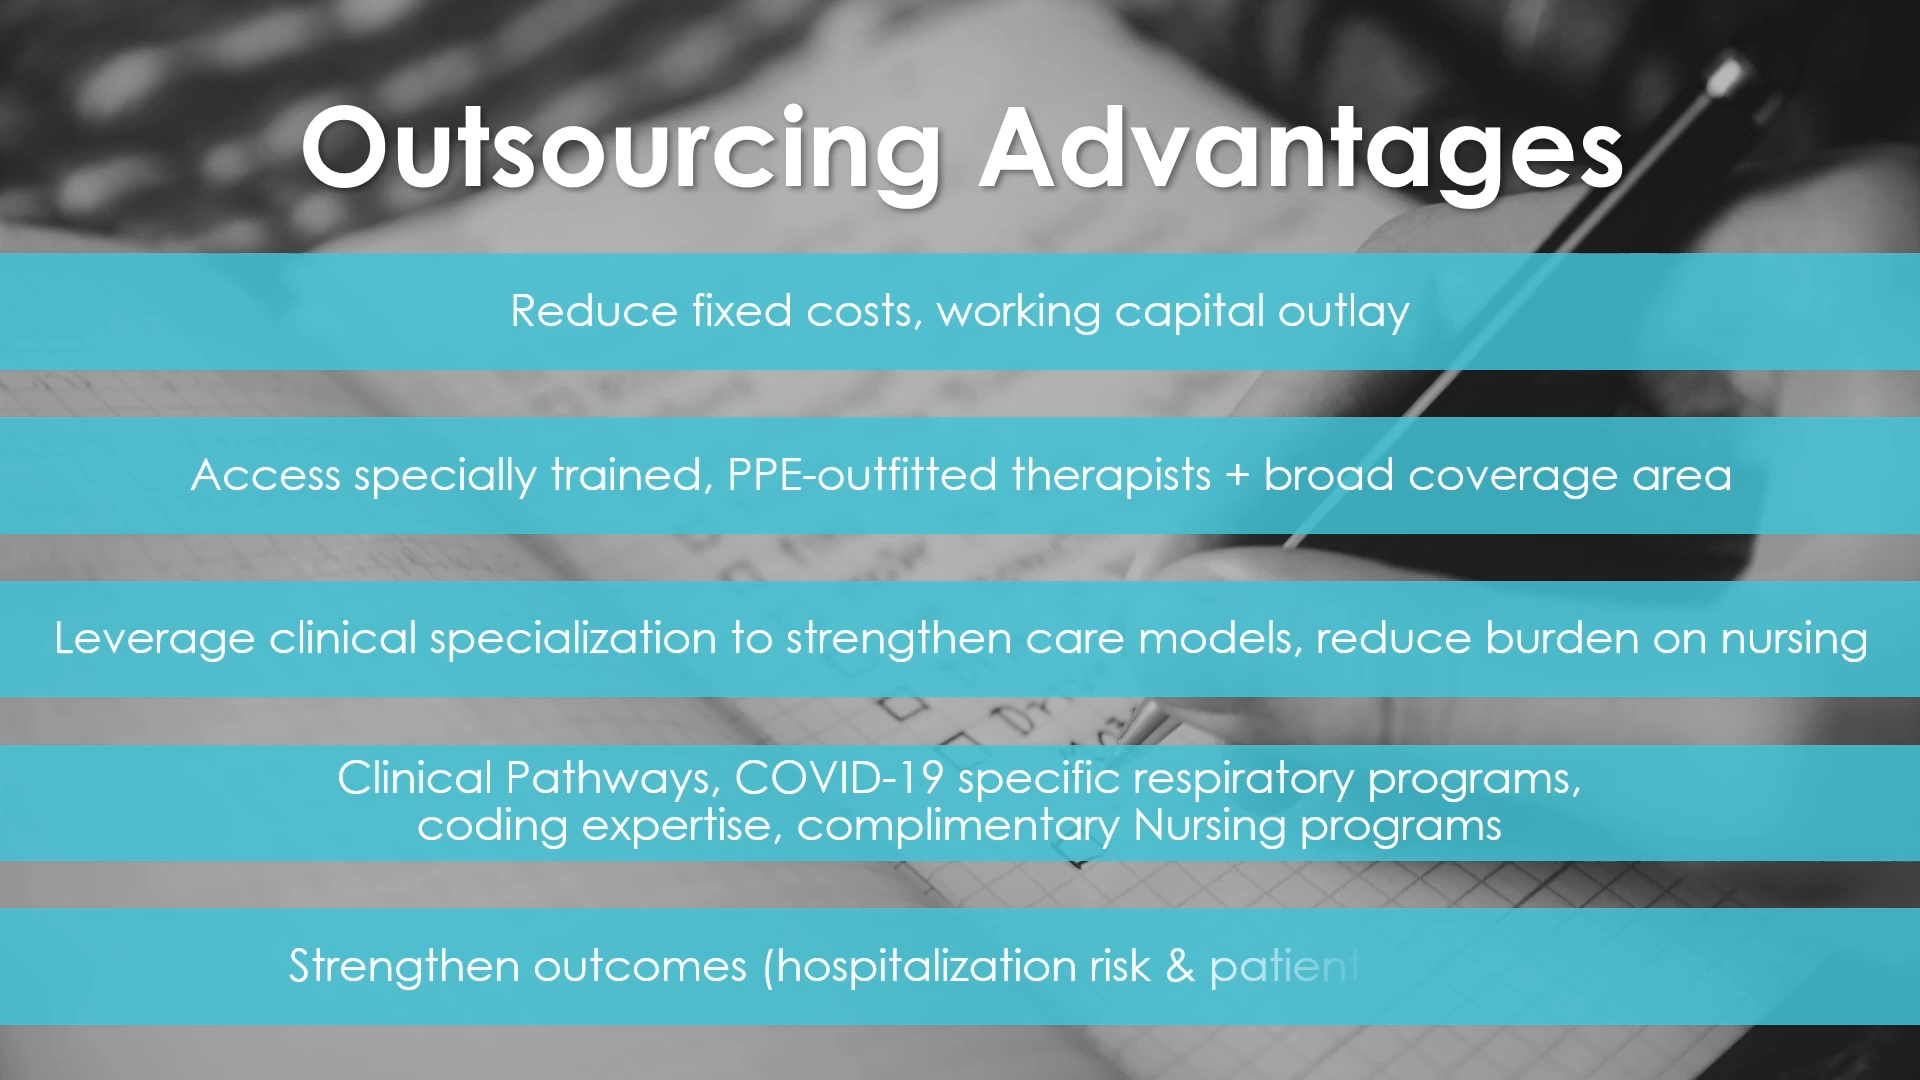 Outsourcing Advantages
Reduce fixed costs, working capital outlay
Access specially trained, PPE-outfitted therapists + broad coverage area
Leverage clinical specialization to strengthen care models, reduce burden on nursing
Clinical Pathways, COVID-19 specific respiratory programs,
coding expertise, complimentary Nursing programs
Strengthen outcomes (hospitalization risk & patient